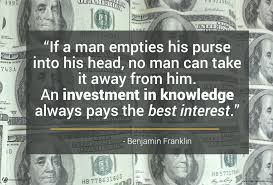 “If a man empties his purse
into his head, no man can take
it away from him.
An investment in knowledge
always pays the best interest.”
- Benjamin Franklin